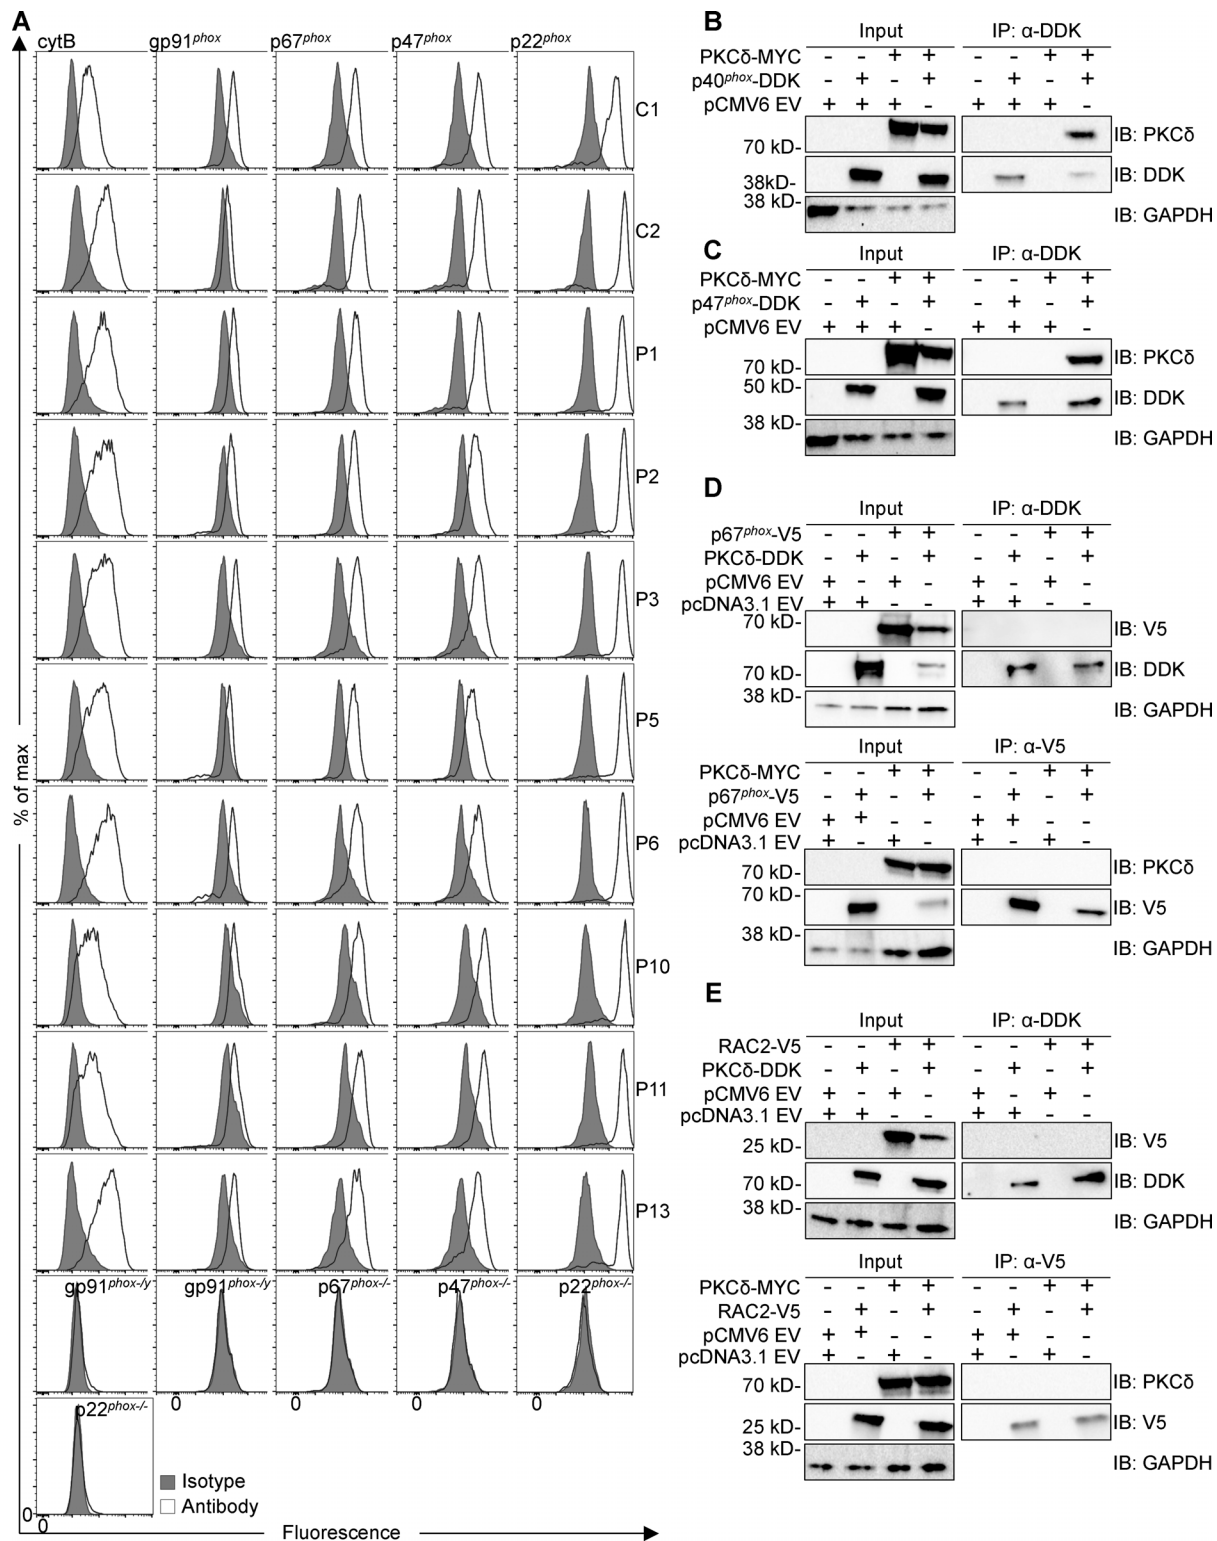 A
cytB gp91phox p67phox p47phox p22phox
C1
C2
P1
P2
P3
P5
P6
P10
P11
P13
gp91phox-/y gp91phox-/y p67phox-/- p47phox-/- p22phox-/-
0 0 0 0
p22phox-/-
Isotype
Antibody
0
0
% of max
Fluorescence
B
Input IP: α-DDK
PKCδ-MYC - - + + - - + +
p40phox-DDK - + - + - + - +
pCMV6 EV + + + - + + + -
70 kD- IB: PKCδ
38kD- IB: DDK
38 kD- IB: GAPDH
C
Input IP: α-DDK
PKCδ-MYC - - + + - - + +
p47phox-DDK - + - + - + - +
pCMV6 EV + + + - + + + -
70 kD- IB: PKCδ
50 kD- IB: DDK
38 kD- IB: GAPDH
D
Input IP: α-DDK
p67phox-V5 - - + + - - + +
PKCδ-DDK - + - + - + - +
pCMV6 EV + - + - + - + -
pcDNA3.1 EV + + - - + + - -
70 kD- IB: V5
70 kD- IB: DDK
38 kD- IB: GAPDH
Input IP: α-V5
PKCδ-MYC - - + + - - + +
p67phox-V5 - + - + - + - +
pCMV6 EV + + - - + + - -
pcDNA3.1 EV + - + - + - + -
70 kD- IB: PKCδ
70 kD- IB: V5
38 kD- IB: GAPDH
E
Input IP: α-DDK
RAC2-V5 - - + + - - + +
PKCδ-DDK - + - + - + - +
pCMV6 EV + - + - + - + -
pcDNA3.1 EV + + - - + + - -
25 kD- IB: V5
70 kD- IB: DDK
38 kD- IB: GAPDH
Input IP: α-V5
PKCδ-MYC - - + + - - + +
RAC2-V5 - + - + - + - +
pCMV6 EV + + - - + + - -
pcDNA3.1 EV + - + - + - + -
70 kD- IB: PKCδ
25 kD- IB: V5
38 kD- IB: GAPDH